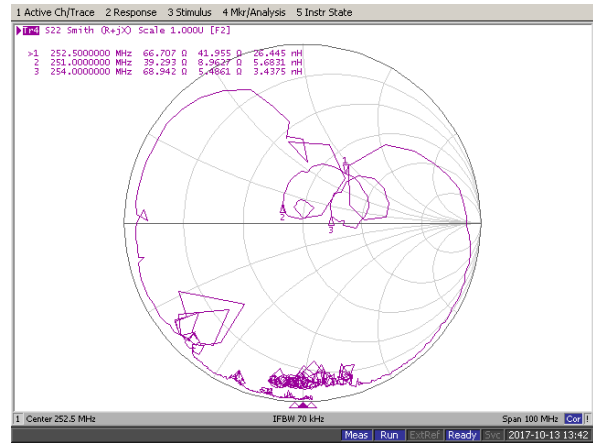 1 Active Ch/Trace 2 Response 3 Stimulus 4 Mkr/Analysis 5 Instr State
Tr4 S22 Smith (R+jX) Scale 1.000U [F2]
>1 252.5000000 MHz 66.707 Ω 41.955 Ω 26.445 nH
2 251.0000000 MHz 39.293 Ω 8.9627 Ω 5.6831 nH
3 254.0000000 MHz 68.942 Ω 5.4861 Ω 3.4375 nH
1
2
3
1 Center 252.5 MHz IFBW 70 kHz Span 100 MHz Cor !
Meas Run ExtRef Ready Svc 2017-10-13 13:42